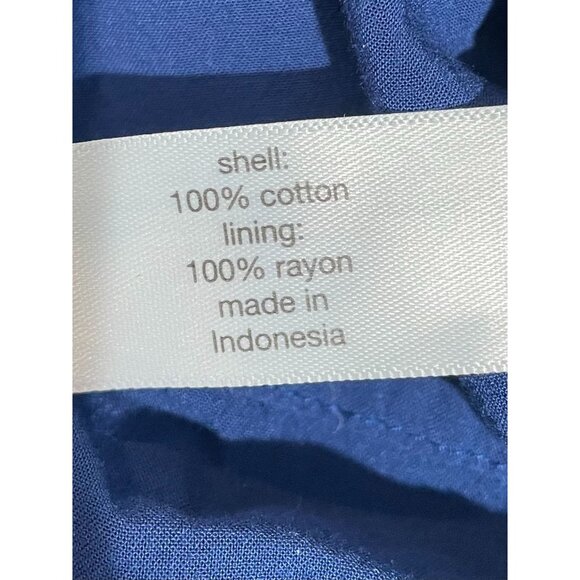 shell:
100% cotton
lining:
100% rayon
made in
Indonesia